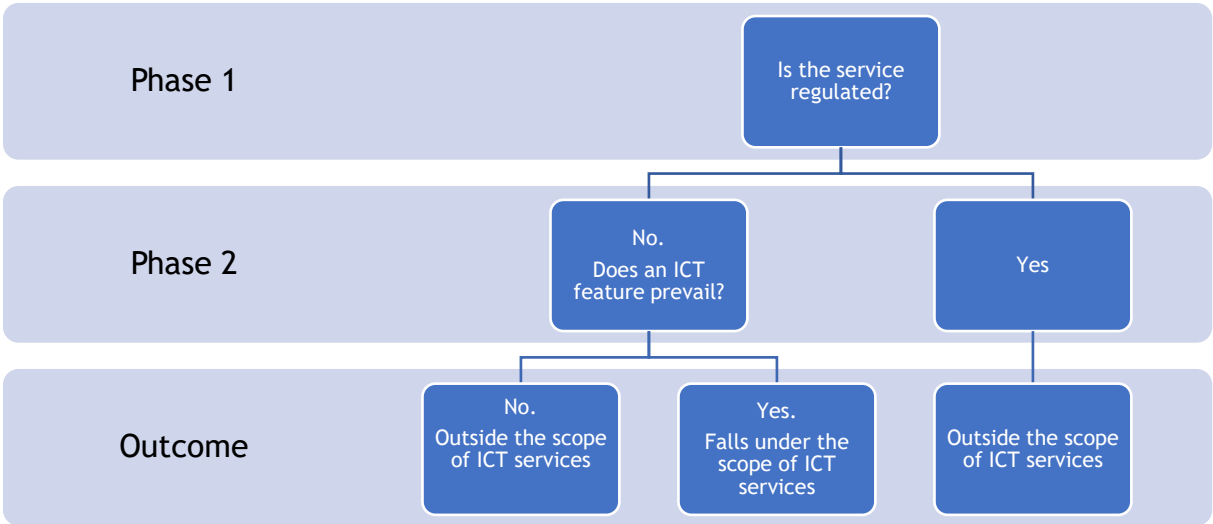 Phase 1
Is the service
regulated?
Phase 2
No.
Does an ICT
feature prevail?
Yes
Outcome
No.
Outside the scope
of ICT services
Yes.
Falls under the
scope of ICT
services
Outside the scope
of ICT services